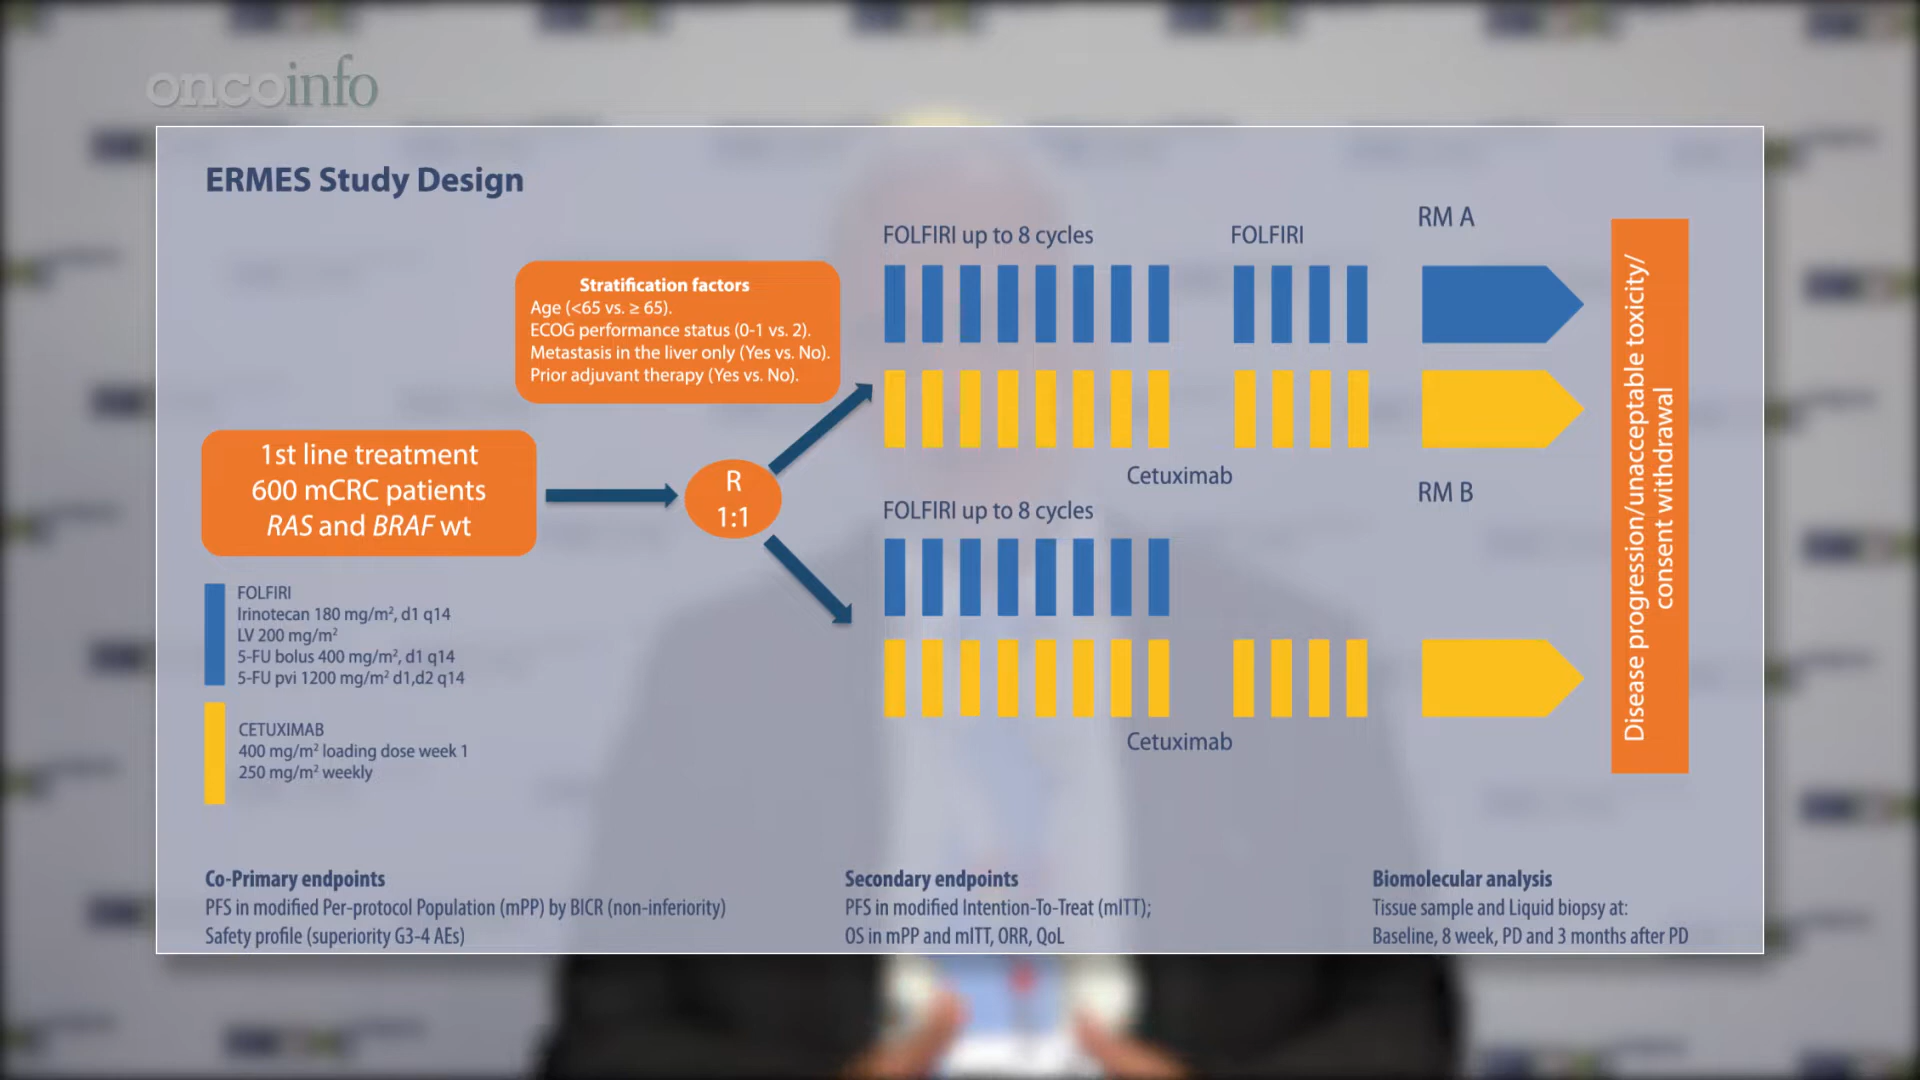 oncoinfo
ERMES Study Design
Stratification factors
Age (<65 vs. ≥ 65).
ECOG performance status (0-1 vs. 2).
Metastasis in the liver only (Yes vs. No).
Prior adjuvant therapy (Yes vs. No).
1st line treatment
600 mCRC patients
RAS and BRAF wt
R
1:1
FOLFIRI up to 8 cycles
FOLFIRI
RM A
Cetuximab
RM B
FOLFIRI up to 8 cycles
Cetuximab
Disease progression/unacceptable toxicity/
consent withdrawal
FOLFIRI
Irinotecan 180 mg/m², d1 q14
LV 200 mg/m²
5-FU bolus 400 mg/m², d1 q14
5-FU pvi 1200 mg/m² d1,d2 q14
CETUXIMAB
400 mg/m² loading dose week 1
250 mg/m² weekly
Co-Primary endpoints
PFS in modified Per-protocol Population (mPP) by BICR (non-inferiority)
Safety profile (superiority G3-4 AEs)
Secondary endpoints
PFS in modified Intention-To-Treat (mITT);
OS in mPP and mITT, ORR, QoL
Biomolecular analysis
Tissue sample and Liquid biopsy at:
Baseline, 8 week, PD and 3 months after PD